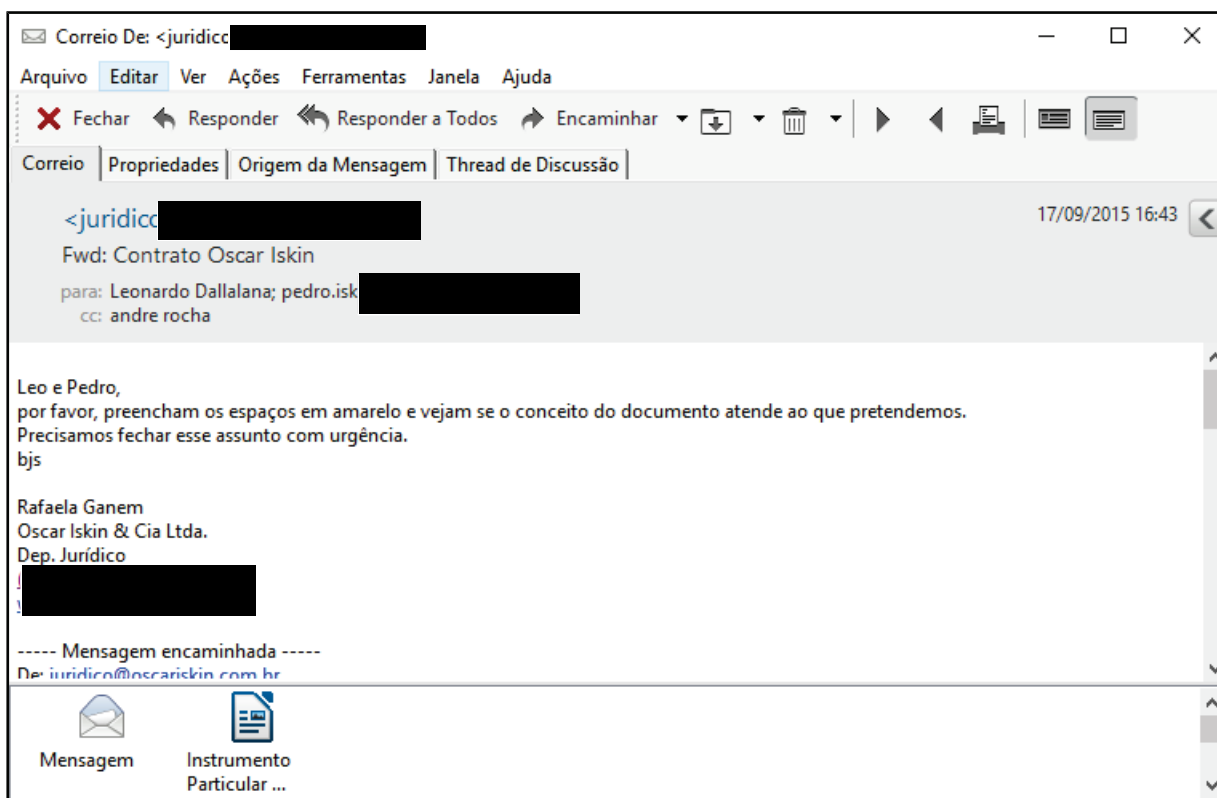 Correio De: <juridicc
Arquivo Editar Ver Ações Ferramentas Janela Ajuda
Fechar Responder Responder a Todos Encaminhar
Correio Propriedades Origem da Mensagem Thread de Discussão
<juridicc
17/09/2015 16:43
Fwd: Contrato Oscar Iskin
para: Leonardo Dallalana; pedro.isk
cc: andre rocha
Leo e Pedro,
por favor, preencham os espaços em amarelo e vejam se o conceito do documento atende ao que pretendemos.
Precisamos fechar esse assunto com urgência.
bjs
Rafaela Ganem
Oscar Iskin & Cia Ltda.
Dep. Jurídico
----- Mensagem encaminhada -----
De: juridico@oscariskin.com.br
Mensagem
Instrumento
Particular ...